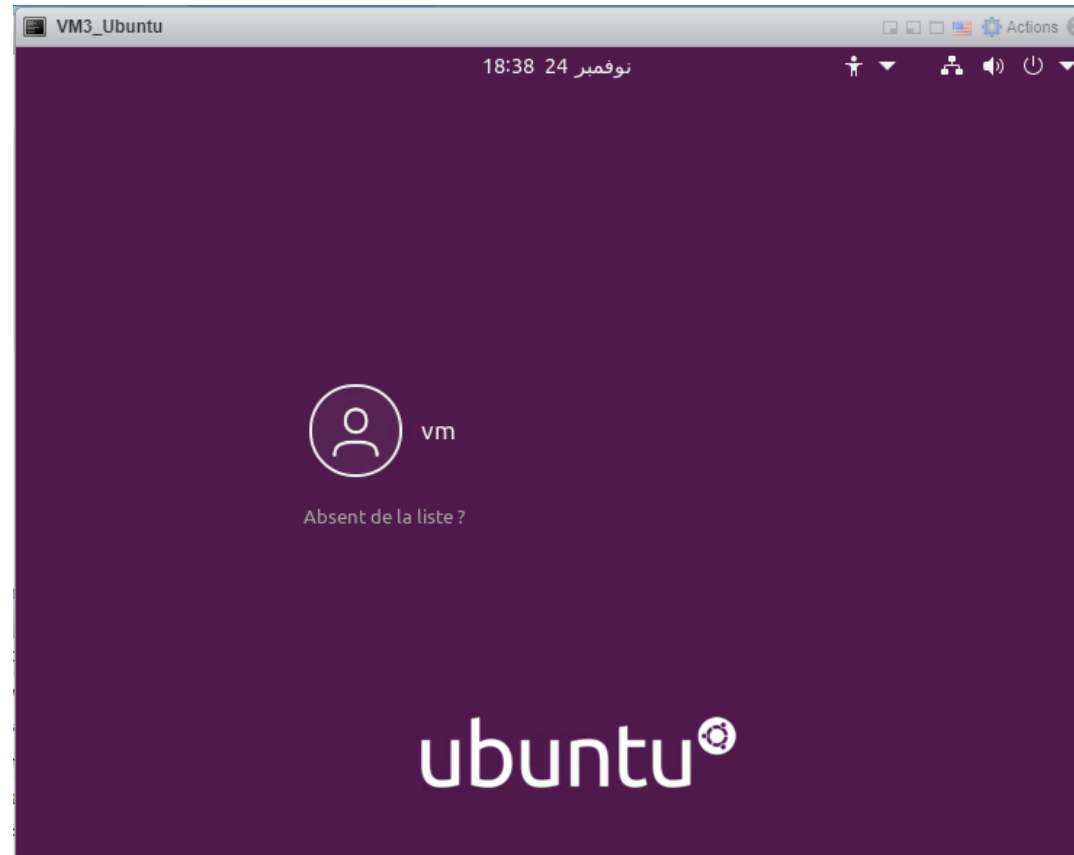 VM3_Ubuntu
Actions
18:38 24 نوفمبر
vm
Absent de la liste ?
ubuntu